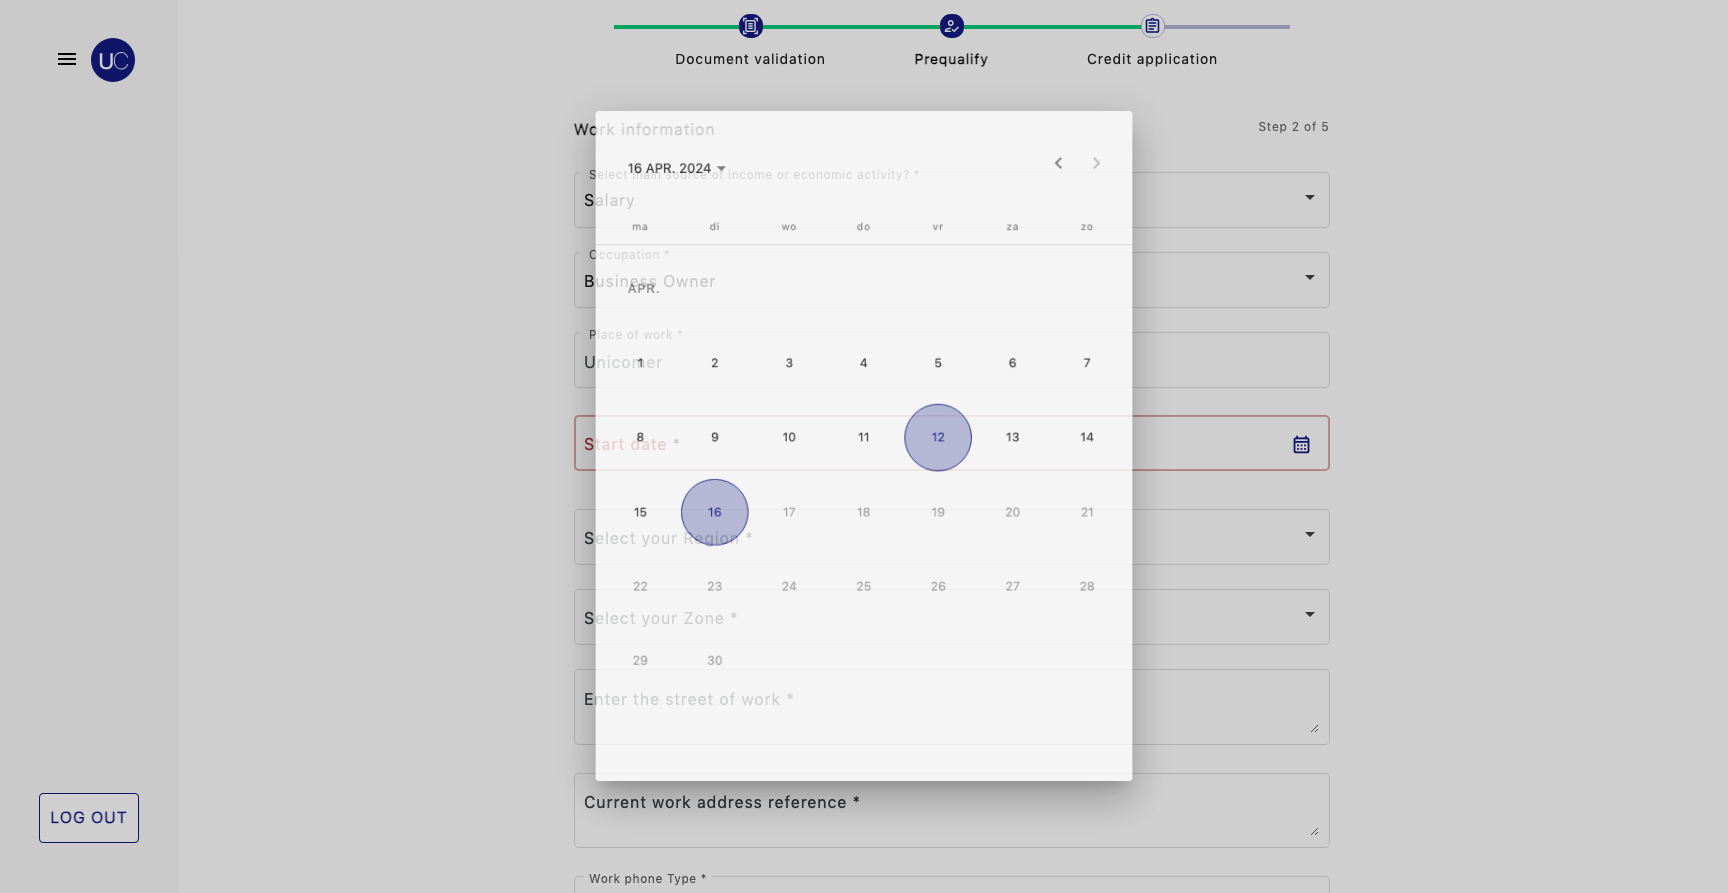 UC
Document validation
Prequalify
Credit application
Work information
Step 2 of 5
16 APR. 2024
Select main source of income or economic activity? *
Salary
ma di wo do vr za zo
Occupation *
Business Owner
APR.
Place of work *
Unicomer
1 2 3 4 5 6 7
8 9 10 11 12 13 14
Start date *
15 16 17 18 19 20 21
Select your Region *
22 23 24 25 26 27 28
Select your Zone *
29 30
Enter the street of work *
Current work address reference *
LOG OUT
Work phone Type *